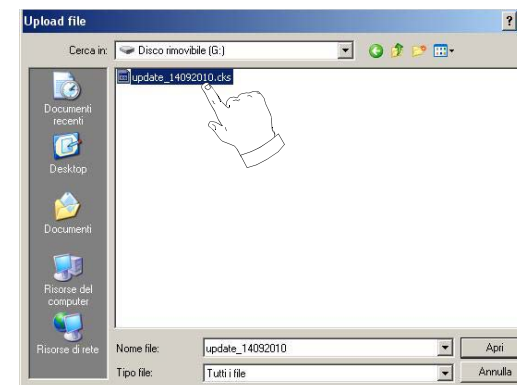 Upload file
?
Cerca in:
Disco rimovibile (G:)
update_14092010.cks
Documenti
recenti
Desktop
Documenti
Risorse del
computer
Risorse di rete
Nome file:
update_14092010
Apri
Tipo file:
Tutti i file
Annulla